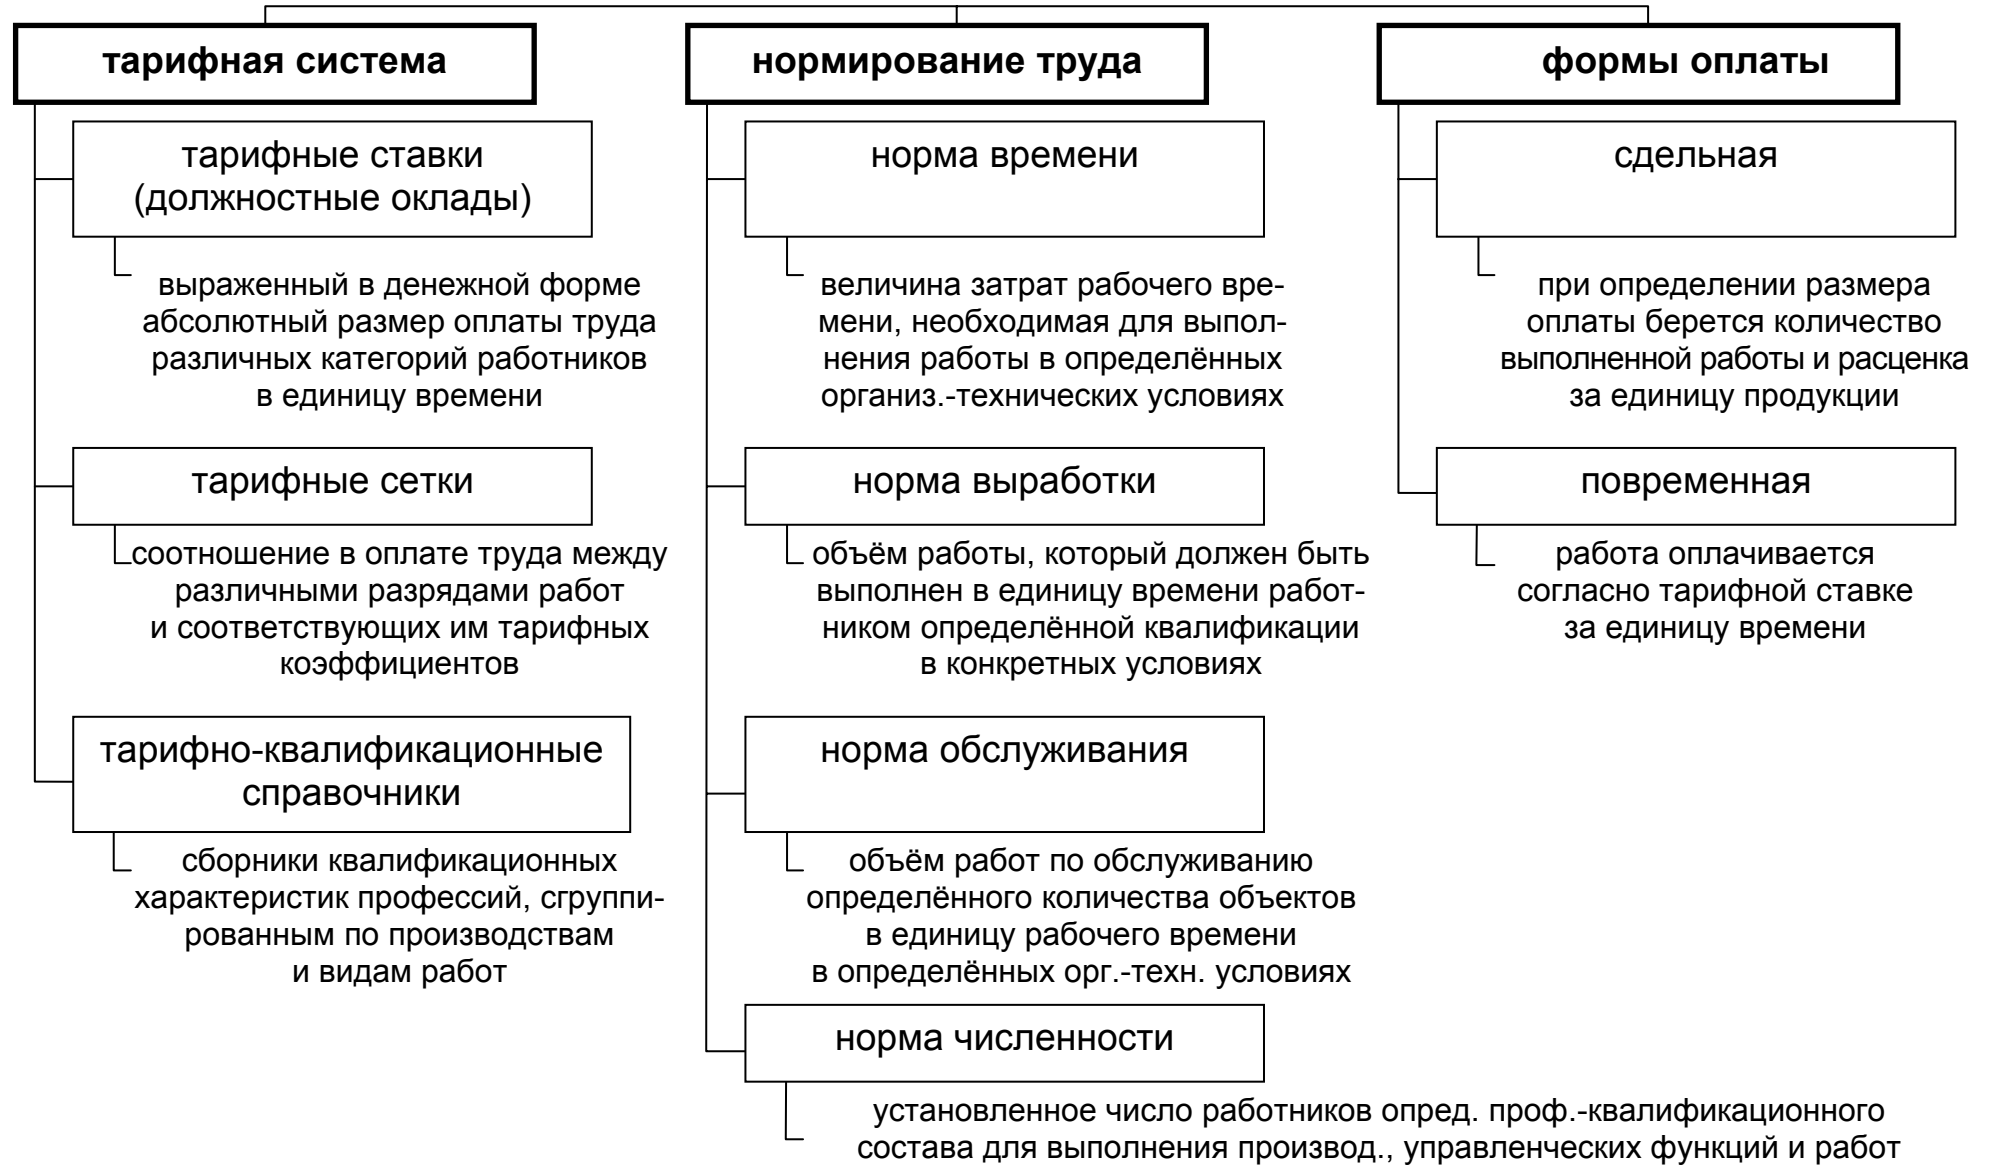 тарифная система
тарифные ставки
(должностные оклады)
выраженный в денежной форме
абсолютный размер оплаты труда
различных категорий работников
в единицу времени
тарифные сетки
соотношение в оплате труда между
различными разрядами работ
и соответствующих им тарифных
коэффициентов
тарифно-квалификационные
справочники
сборники квалификационных
характеристик профессий, сгруппи-
рованным по производствам
и видам работ
нормирование труда
норма времени
величина затрат рабочего вре-
мени, необходимая для выпол-
нения работы в определённых
организ.-технических условиях
норма выработки
объём работы, который должен быть
выполнен в единицу времени работ-
ником определённой квалификации
в конкретных условиях
норма обслуживания
объём работ по обслуживанию
определённого количества объектов
в единицу рабочего времени
в определённых орг.-техн. условиях
норма численности
установленное число работников опред. проф.-квалификационного
состава для выполнения производ., управленческих функций и работ
формы оплаты
сдельная
при определении размера
оплаты берется количество
выполненной работы и расценка
за единицу продукции
повременная
работа оплачивается
согласно тарифной ставке
за единицу времени